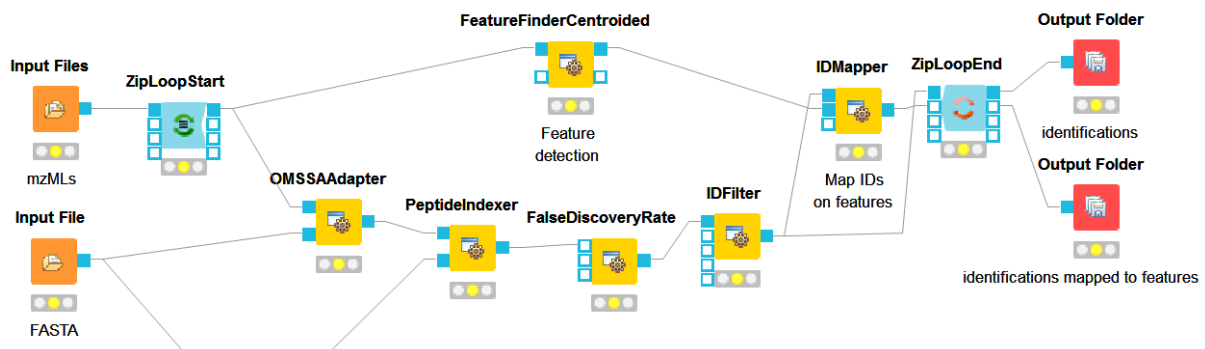 FeatureFinderCentroided
Output Folder
Input Files
ZipLoopStart
IDMapper
ZipLoopEnd
identifications
Feature
detection
mzMLs
OMSSAAdapter
Map IDs
on features
Output Folder
Input File
PeptideIndexer
FalseDiscoveryRate
IDFilter
identifications mapped to features
FASTA